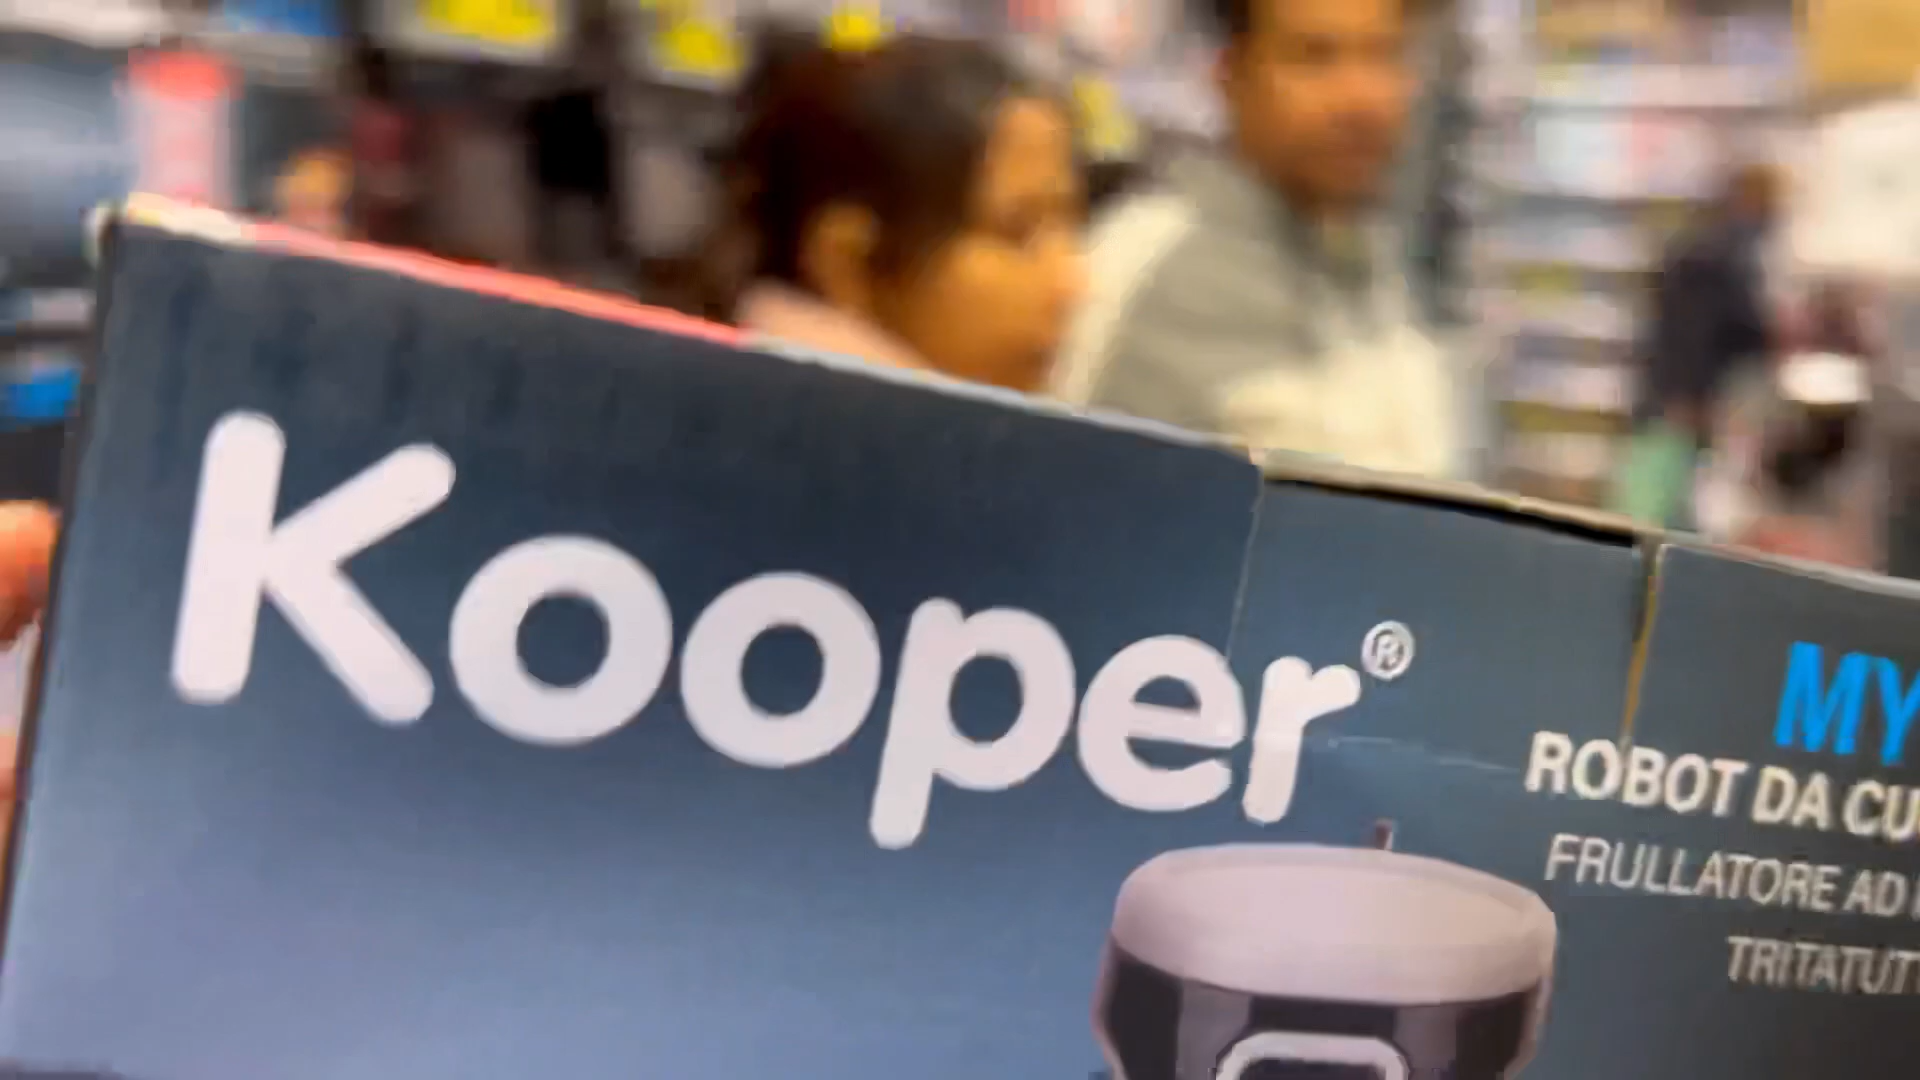 Kooper®
MY
ROBOT DA CU
FRULLATORE AD
TRITATUT